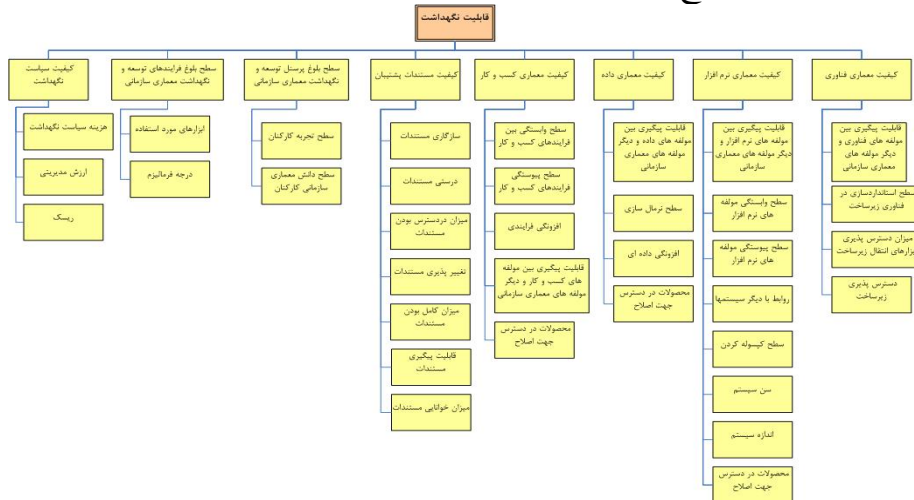 قابلیت نگهداشت
کیفیت معماری فناوری
قابلیت پیگیری بین
مولفه های فناوری و
دیگر مولفه های
معماری سازمانی
سطح استانداردسازی در
فناوری زیرساخت
میزان دسترس پذیری
ابزارهای انتقال زیرساخت
دسترس پذیری
زیرساخت
کیفیت معماری نرم افزار
قابلیت پیگیری بین
مولفه های نرم افزار و
دیگر مولفه های معماری
سازمانی
سطح وابستگی مولفه
های نرم افزار
سطح پیوستگی مولفه
های نرم افزار
روابط با دیگر سیستمها
سطح کپسوله کردن
سن سیستم
اندازه سیستم
محصولات در دسترس
جهت اصلاح
کیفیت معماری داده
قابلیت پیگیری بین
مولفه های داده و دیگر
مولفه های معماری
سازمانی
سطح نرمال سازی
افزونگی داده ای
محصولات در دسترس
جهت اصلاح
کیفیت معماری کسب و کار
سطح وابستگی بین
فرایندهای کسب و کار
سطح پیوستگی
فرایندهای کسب و کار
افزونگی فرایندی
قابلیت پیگیری بین مولفه
های کسب و کار و دیگر
مولفه های معماری سازمانی
محصولات در دسترس
جهت اصلاح
کیفیت مستندات پشتیبان
سازگاری مستندات
درستی مستندات
میزان دردسترس بودن
مستندات
تغییر پذیری مستندات
میزان کامل بودن
مستندات
قابلیت پیگیری
مستندات
میزان خوانایی مستندات
سطح بلوغ پرسنل توسعه و
نگهداشت معماری سازمانی
سطح تجربه کارکنان
سطح دانش معماری
سازمانی کارکنان
سطح بلوغ فرایندهای توسعه و
نگهداشت معماری سازمانی
ابزارهای مورد استفاده
درجه فرمالیزم
کیفیت سیاست
نگهداشت
هزینه سیاست نگهداشت
ارزش مدیریتی
ریسک